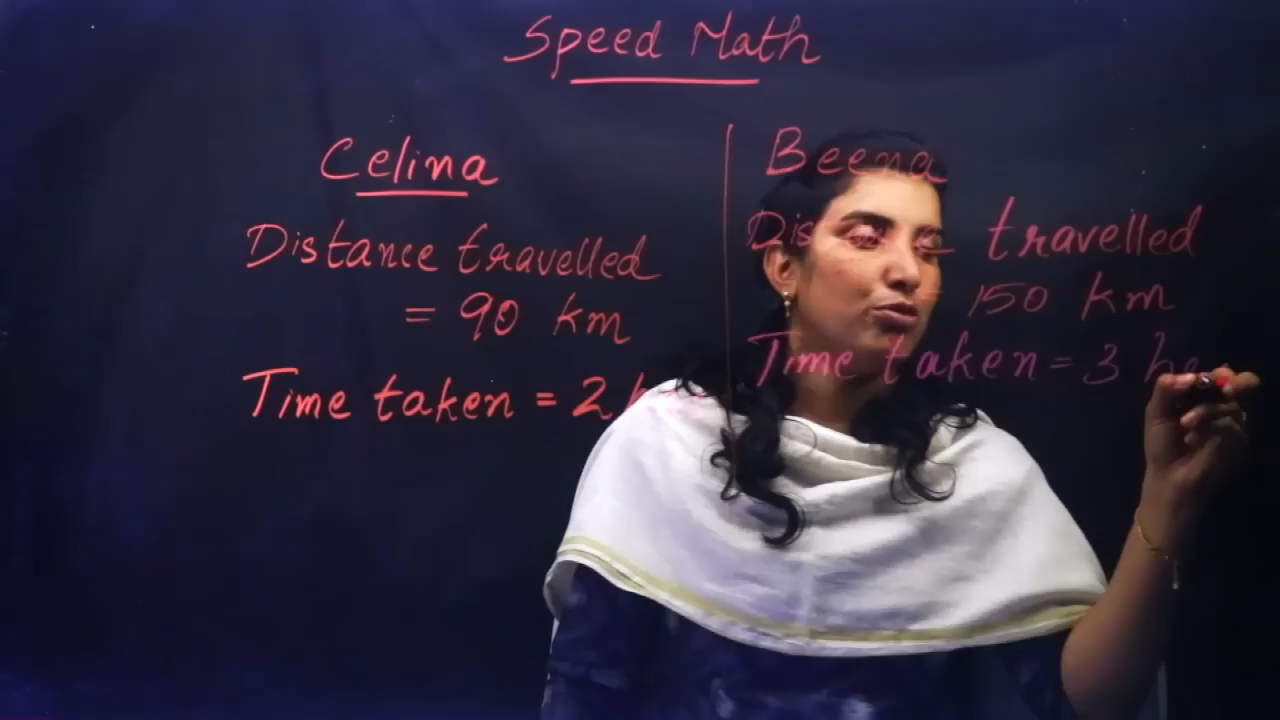 Speed Math
Celina
Distance travelled
= 90 km
Time taken = 2
Beena
travelled
150 km
Time taken = 3